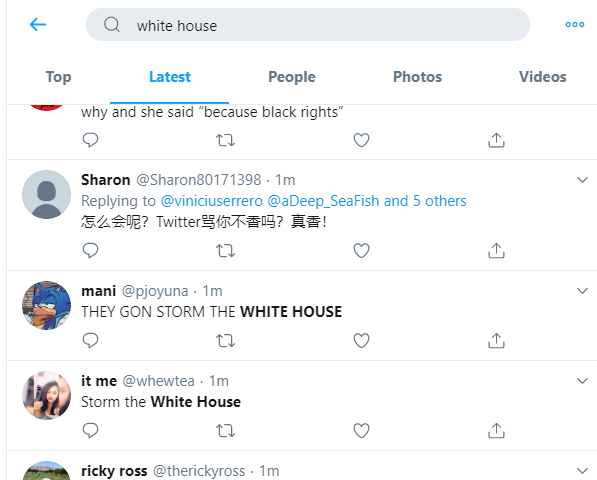 white house
Top Latest People Photos Videos
why and she said “because black rights”
Sharon @Sharon80171398 · 1m
Replying to @viniciuserrero @aDeep_SeaFish and 5 others
怎么会呢？Twitter骂你不香吗？真香！
mani @pjoyuna · 1m
THEY GON STORM THE WHITE HOUSE
it me @whewtea · 1m
Storm the White House
ricky ross @therickyross · 1m